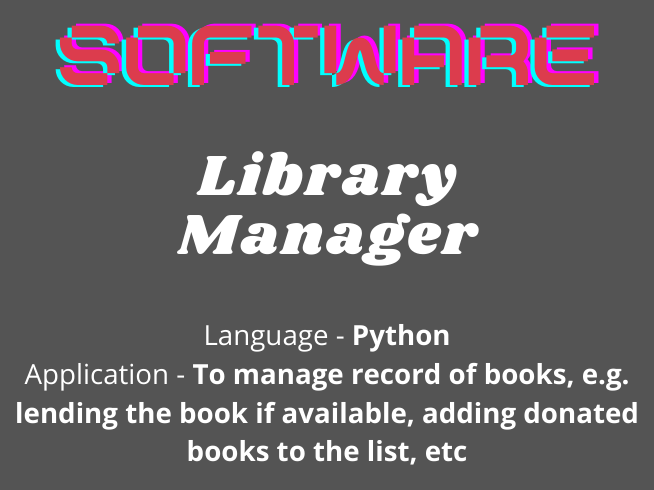 SOFTWARE
Library
Manager
Language - Python
Application - To manage record of books, e.g.
lending the book if available, adding donated
books to the list, etc